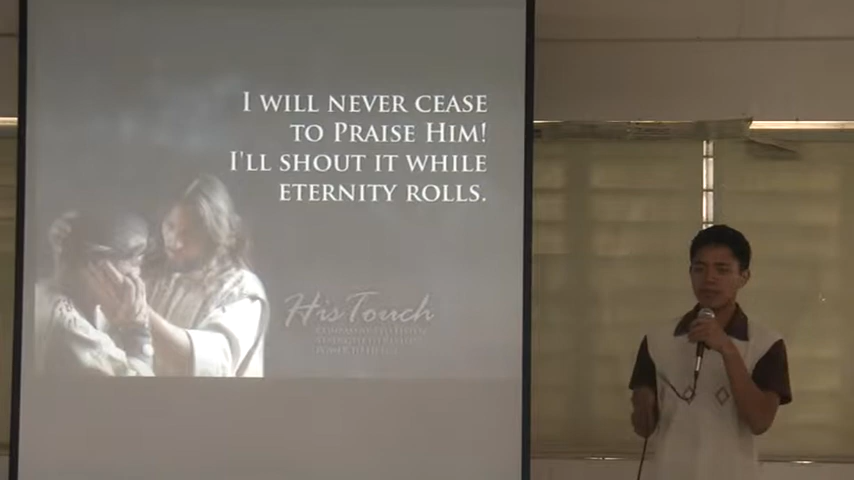 I WILL NEVER CEASE
TO PRAISE HIM!
I'LL SHOUT IT WHILE
ETERNITY ROLLS.
His Touch